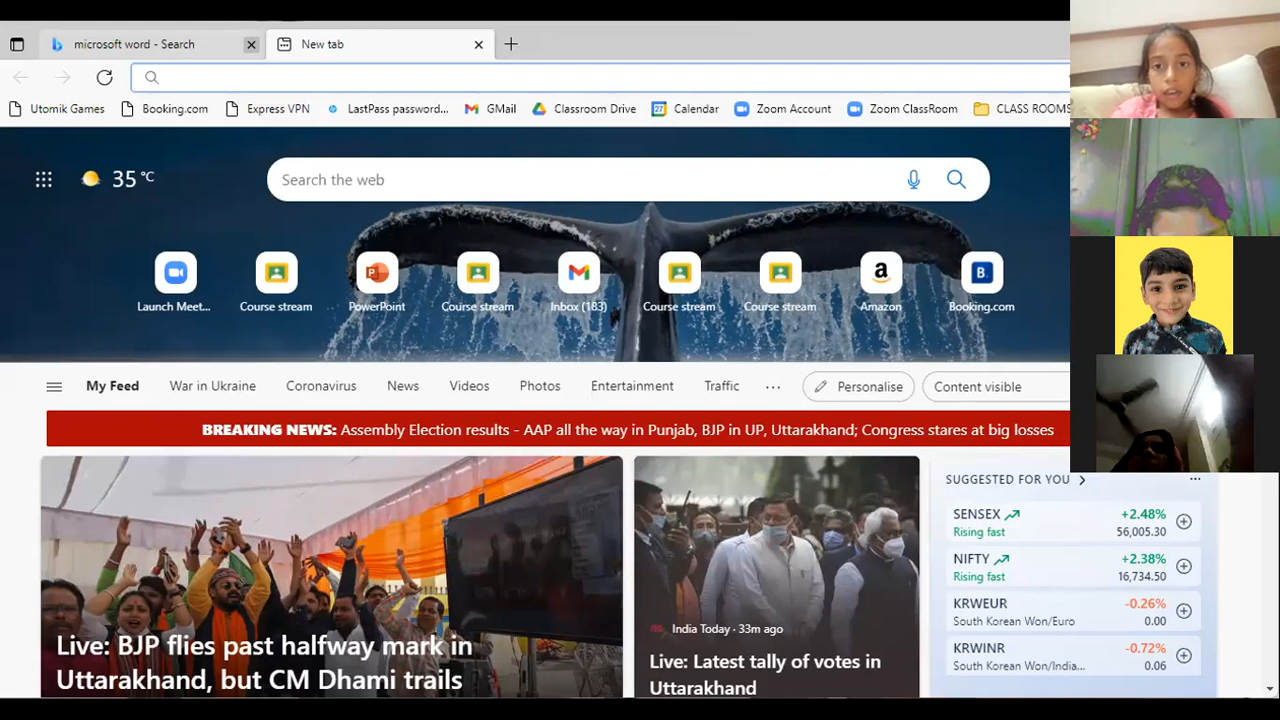 microsoft word - Search
New tab
Utomik Games Booking.com Express VPN LastPass password... GMail Classroom Drive Calendar Zoom Account Zoom ClassRoom CLASS ROOMS
27
35 °C
Search the web
Launch Meet... Course stream PowerPoint Course stream Inbox (183) Course stream Course stream Amazon Booking.com
P a B.
My Feed War in Ukraine Coronavirus News Videos Photos Entertainment Traffic ... Personalise Content visible
BREAKING NEWS: Assembly Election results - AAP all the way in Punjab, BJP in UP, Uttarakhand; Congress stares at big losses
Live: BJP flies past halfway mark in
Uttarakhand, but CM Dhami trails
India Today · 33m ago
Live: Latest tally of votes in
Uttarakhand
SUGGESTED FOR YOU
SENSEX +2.48%
Rising fast 56,005.30
NIFTY +2.38%
Rising fast 16,734.50
KRWEUR -0.26%
South Korean Won/Euro 0.00
KRWINR -0.72%
South Korean Won/India... 0.06